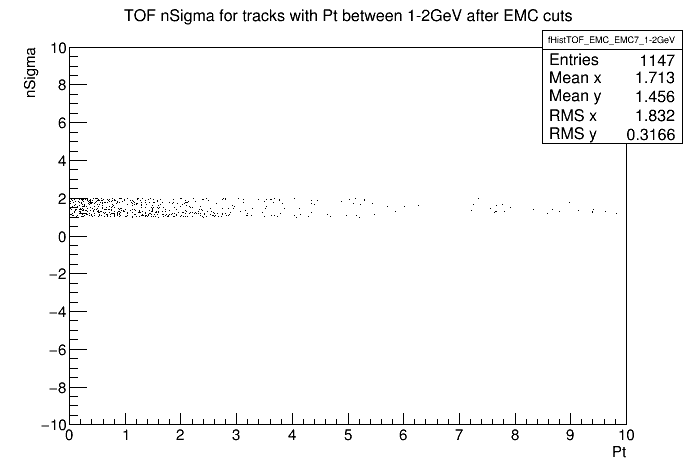 TOF nSigma for tracks with Pt between 1-2GeV after EMC cuts
fHistTOF_EMC_EMC7_1-2GeV
Entries 1147
Mean x 1.713
Mean y 1.456
RMS x 1.832
RMS y 0.3166
nSigma
10
8
6
4
2
0
−2
−4
−6
−8
−10
0 1 2 3 4 5 6 7 8 9 10
Pt